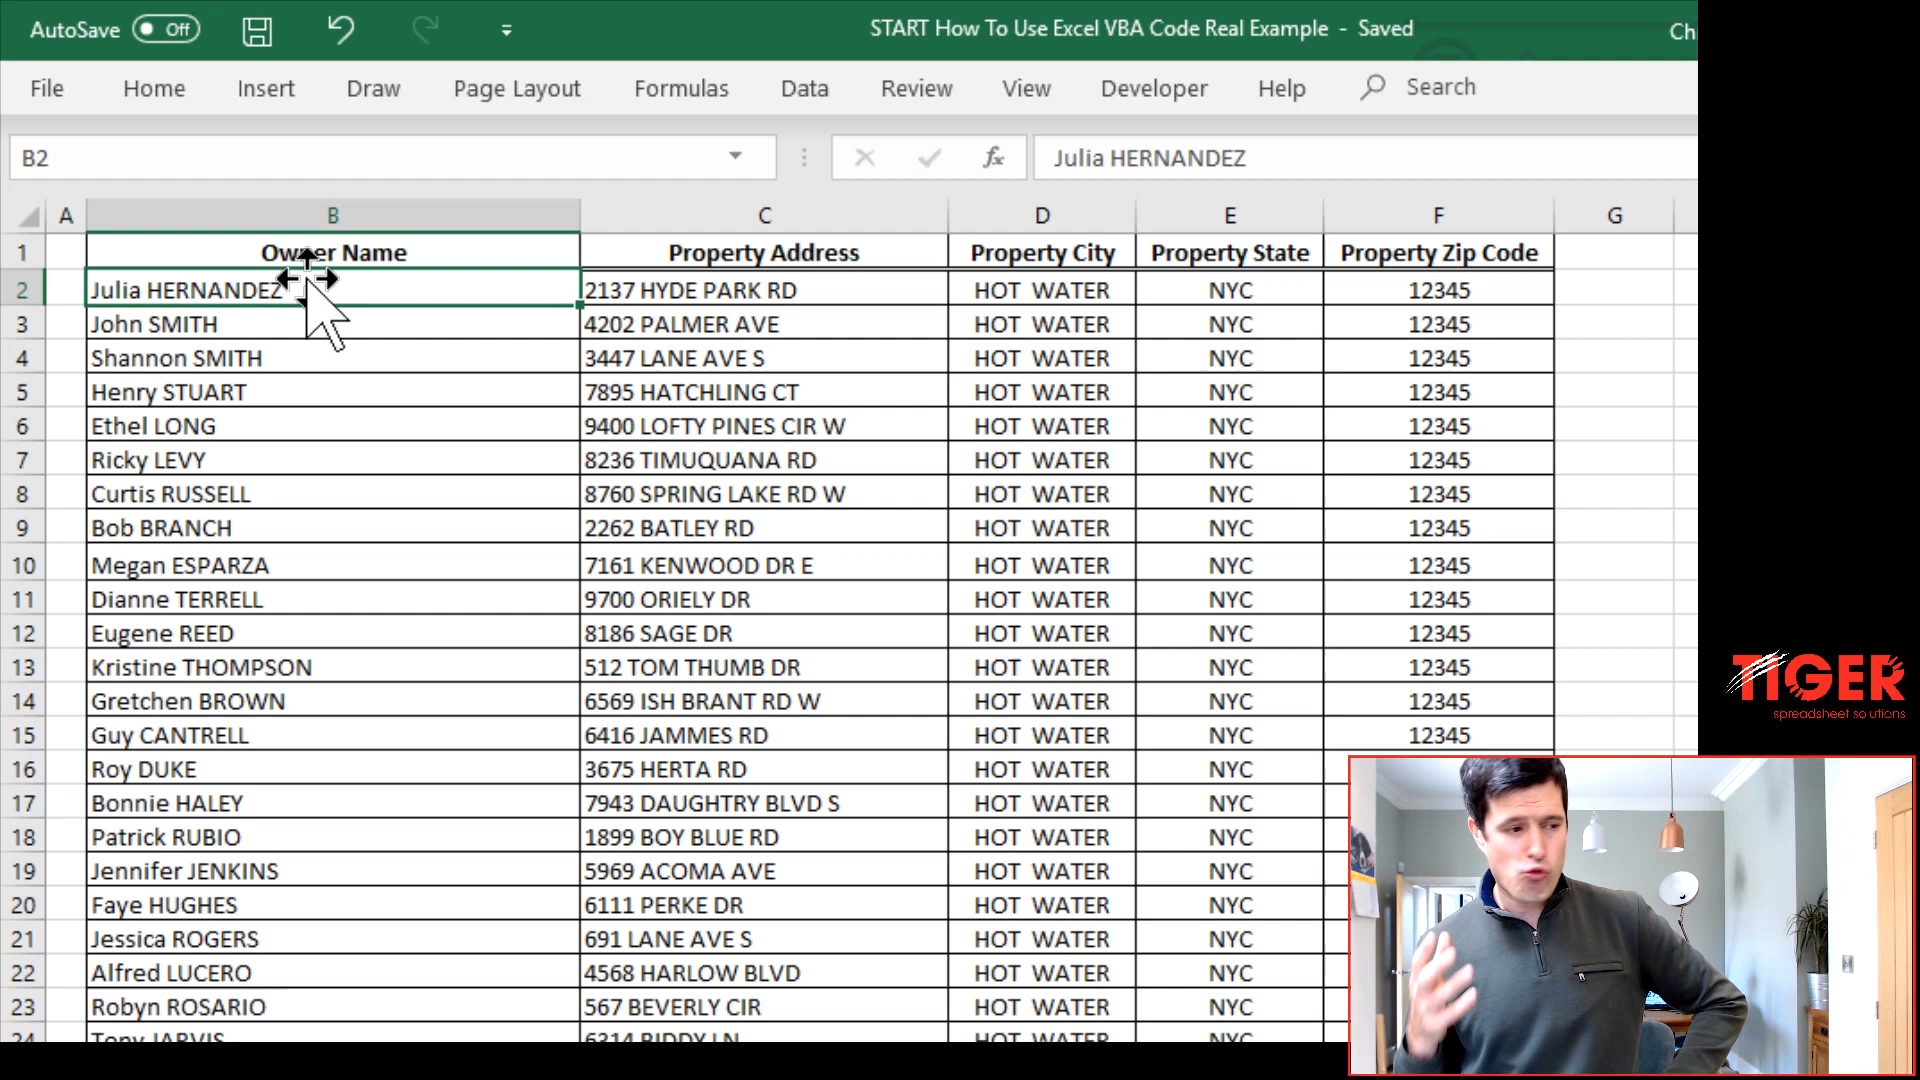 AutoSave Off START How To Use Excel VBA Code Real Example - Saved Ch
File Home Insert Draw Page Layout Formulas Data Review View Developer Help Search
B2 fx Julia HERNANDEZ
A B C D E F G
1 Owner Name Property Address Property City Property State Property Zip Code
2 Julia HERNANDEZ 2137 HYDE PARK RD HOT WATER NYC 12345
3 John SMITH 4202 PALMER AVE HOT WATER NYC 12345
4 Shannon SMITH 3447 LANE AVE S HOT WATER NYC 12345
5 Henry STUART 7895 HATCHLING CT HOT WATER NYC 12345
6 Ethel LONG 9400 LOFTY PINES CIR W HOT WATER NYC 12345
7 Ricky LEVY 8236 TIMUQUANA RD HOT WATER NYC 12345
8 Curtis RUSSELL 8760 SPRING LAKE RD W HOT WATER NYC 12345
9 Bob BRANCH 2262 BATLEY RD HOT WATER NYC 12345
10 Megan ESPARZA 7161 KENWOOD DR E HOT WATER NYC 12345
11 Dianne TERRELL 9700 ORIELY DR HOT WATER NYC 12345
12 Eugene REED 8186 SAGE DR HOT WATER NYC 12345
13 Kristine THOMPSON 512 TOM THUMB DR HOT WATER NYC 12345
14 Gretchen BROWN 6569 ISH BRANT RD W HOT WATER NYC 12345
15 Guy CANTRELL 6416 JAMMES RD HOT WATER NYC 12345
16 Roy DUKE 3675 HERTA RD HOT WATER NYC
17 Bonnie HALEY 7943 DAUGHTRY BLVD S HOT WATER NYC
18 Patrick RUBIO 1899 BOY BLUE RD HOT WATER NYC
19 Jennifer JENKINS 5969 ACOMA AVE HOT WATER NYC
20 Faye HUGHES 6111 PERKE DR HOT WATER NYC
21 Jessica ROGERS 691 LANE AVE S HOT WATER NYC
22 Alfred LUCERO 4568 HARLOW BLVD HOT WATER NYC
23 Robyn ROSARIO 567 BEVERLY CIR HOT WATER NYC
24 Tony JARVIS 6314 BIDDY LN HOT WATER NYC
TIGER
spreadsheet solutions